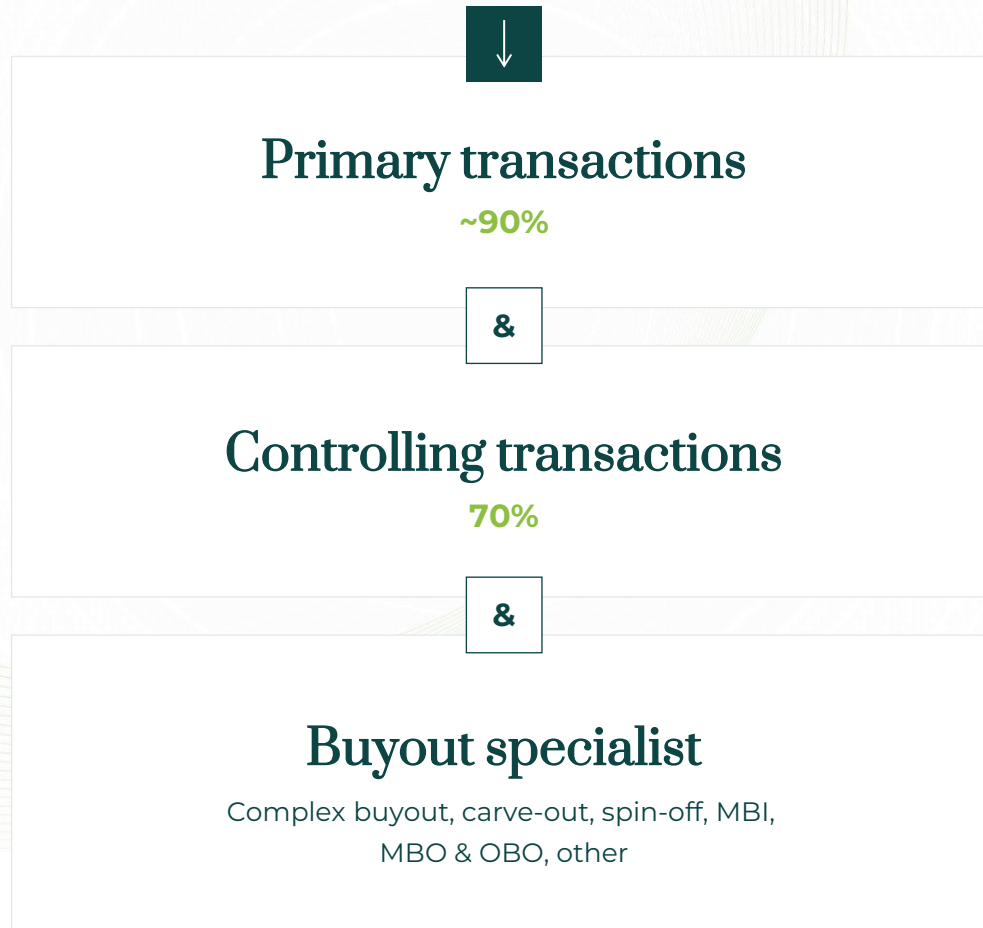 Primary transactions
~90%
&
Controlling transactions
70%
&
Buyout specialist
Complex buyout, carve-out, spin-off, MBI,
MBO & OBO, other